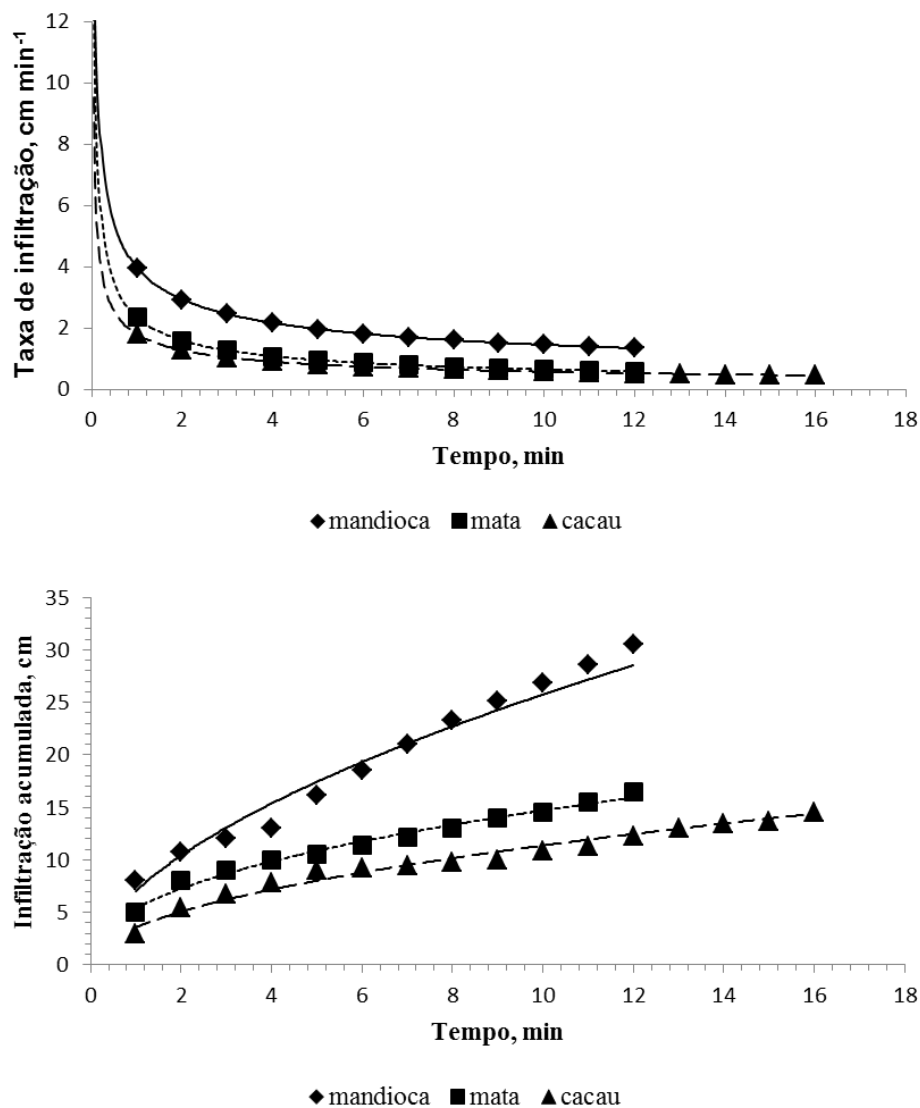 Taxa de infiltração, cm min⁻¹
12
10
8
6
4
2
0
0 2 4 6 8 10 12 14 16 18
Tempo, min
mandioca mata cacau
Infiltração acumulada, cm
35
30
25
20
15
10
5
0
0 2 4 6 8 10 12 14 16 18
Tempo, min
mandioca mata cacau